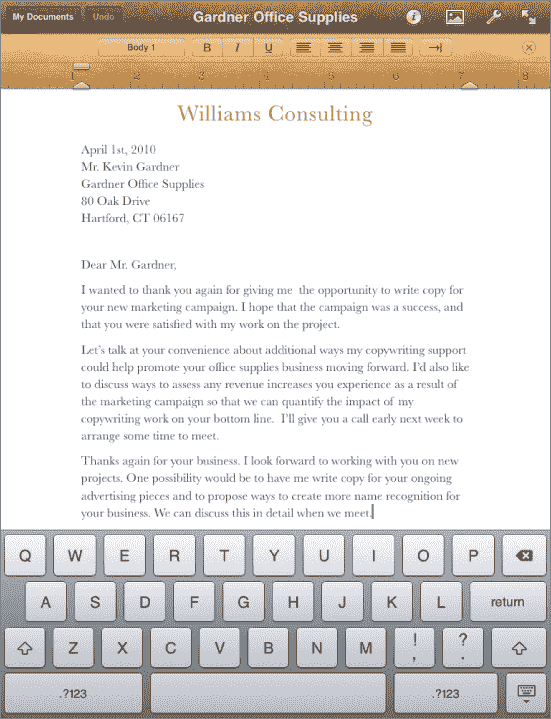 My Documents Undo Gardner Office Supplies
Body 1 B I U
1 2 3 4 5 6 7 8
Williams Consulting
April 1st, 2010
Mr. Kevin Gardner
Gardner Office Supplies
80 Oak Drive
Hartford, CT 06167
Dear Mr. Gardner,
I wanted to thank you again for giving me  the opportunity to write copy for
your new marketing campaign. I hope that the campaign was a success, and
that you were satisfied with my work on the project.
Let's talk at your convenience about additional ways my copywriting support
could help promote your office supplies business moving forward. I'd also like
to discuss ways to assess any revenue increases you experience as a result of
the marketing campaign so that we can quantify the impact of my
copywriting work on your bottom line.  I'll give you a call early next week to
arrange some time to meet.
Thanks again for your business. I look forward to working with you on new
projects. One possibility would be to have me write copy for your ongoing
advertising pieces and to propose ways to create more name recognition for
your business. We can discuss this in detail when we meet.
Q W E R T Y U I O P
A S D F G H J K L return
Z X C V B N M ! , ? .
.?123 .?123